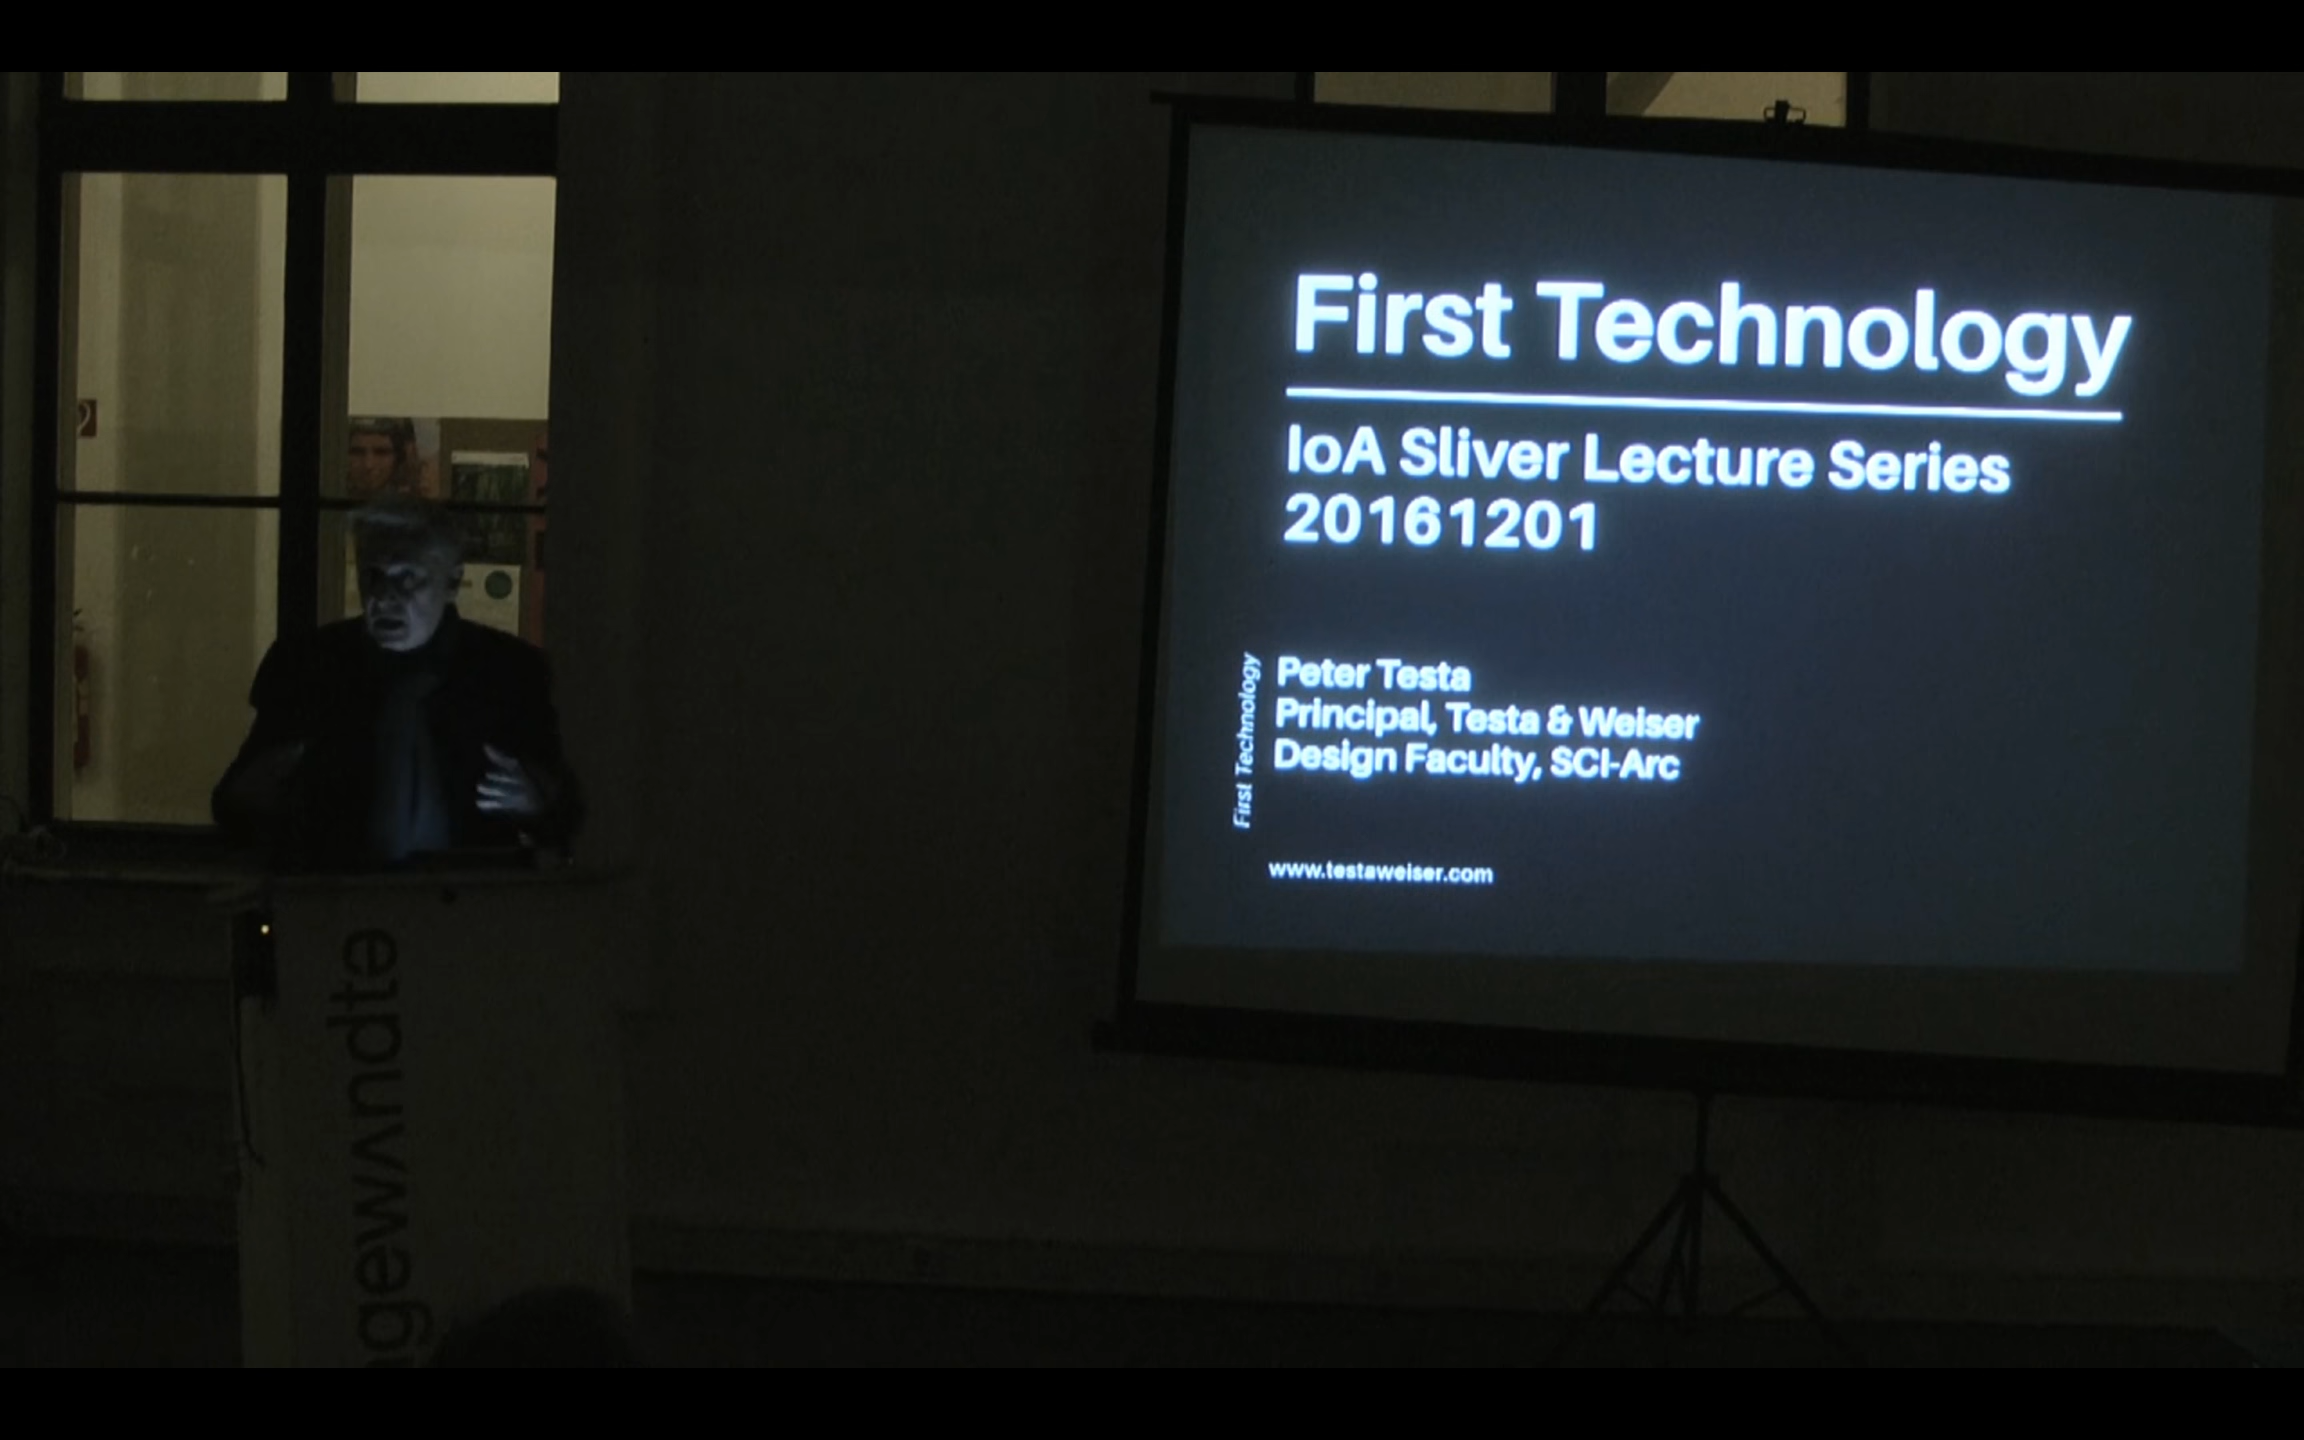 First Technology
IoA Sliver Lecture Series
20161201
First Technology
Peter Testa
Principal, Testa & Weiser
Design Faculty, SCI-Arc
www.testaweiser.com
ngewʌndte